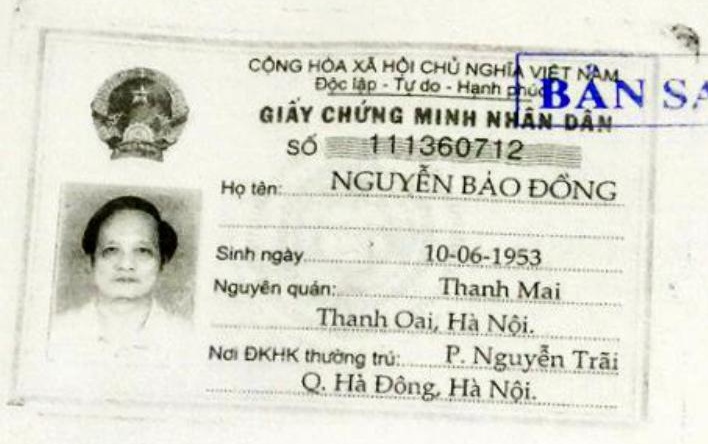 CỘNG HÒA XÃ HỘI CHỦ NGHĨA VIỆT NAM
Độc lập - Tự do - Hạnh phúc
BẢN SA
GIẤY CHỨNG MINH NHÂN DÂN
SỐ 111360712
Họ tên: NGUYỄN BẢO ĐỒNG
Sinh ngày 10-06-1953
Nguyên quán: Thanh Mai
Thanh Oai, Hà Nội.
Nơi ĐKHK thường trú: P. Nguyễn Trãi
Q. Hà Đông, Hà Nội.